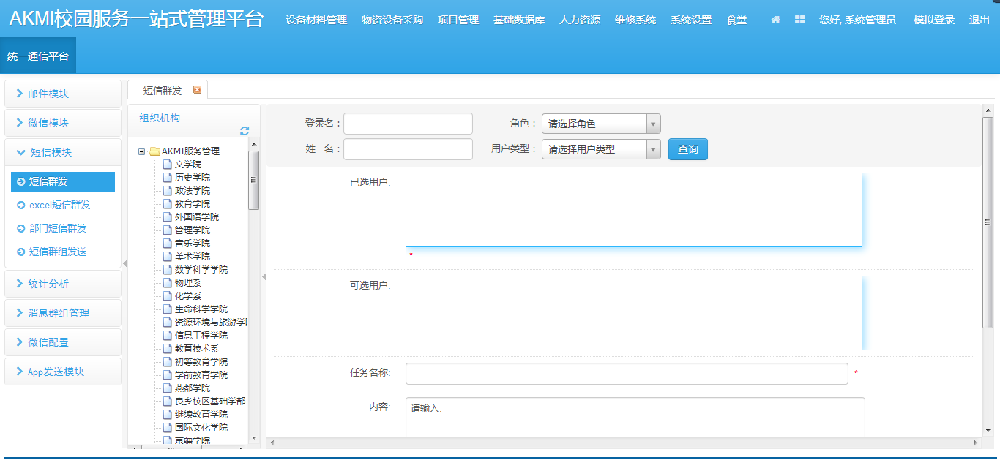 AKMI校园服务一站式管理平台
设备材料管理 物资设备采购 项目管理 基础数据库 人力资源 维修系统 系统设置 食堂 您好, 系统管理员 模拟登录 退出
统一通信平台
邮件模块
微信模块
短信模块
短信群发
excel短信群发
部门短信群发
短信群组发送
统计分析
消息群组管理
微信配置
App发送模块
短信群发
组织机构
AKMI服务管理
文学院
历史学院
政法学院
教育学院
外国语学院
管理学院
音乐学院
美术学院
数学科学学院
物理系
化学系
生命科学学院
资源环境与旅游学院
信息工程学院
教育技术系
初等教育学院
学前教育学院
燕都学院
良乡校区基础学部
继续教育学院
国际文化学院
京疆学院
登录名： 角色： 请选择角色
姓 名： 用户类型： 请选择用户类型 查询
已选用户:
*
可选用户:
任务名称: *
内容: 请输入.